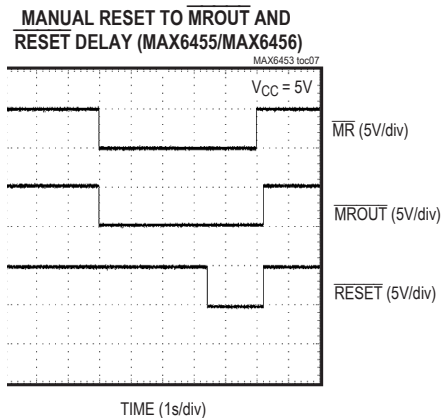 MANUAL RESET TO MROUT AND
RESET DELAY (MAX6455/MAX6456)
MAX6453 toc07
VCC = 5V
MR (5V/div)
MROUT (5V/div)
RESET (5V/div)
TIME (1s/div)